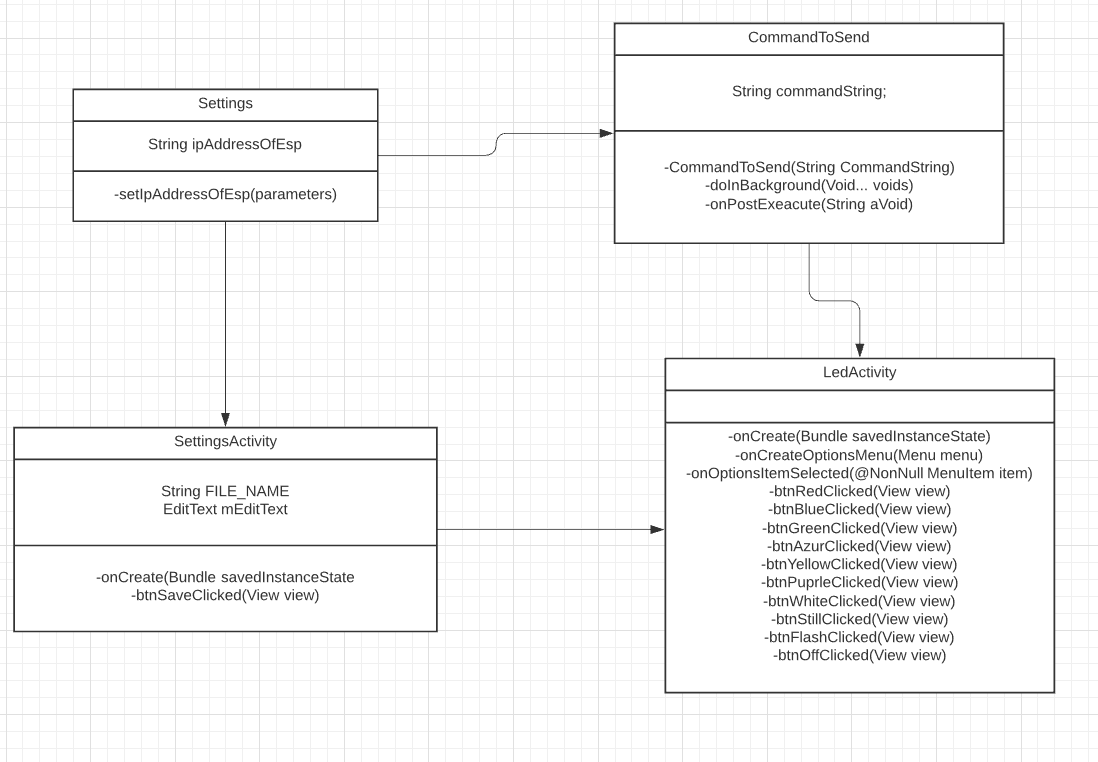 Settings
String ipAddressOfEsp
-setIpAddressOfEsp(parameters)
CommandToSend
String commandString;
-CommandToSend(String CommandString)
-doInBackground(Void... voids)
-onPostExeacute(String aVoid)
SettingsActivity
String FILE_NAME
EditText mEditText
-onCreate(Bundle savedInstanceState
-btnSaveClicked(View view)
LedActivity
-onCreate(Bundle savedInstanceState)
-onCreateOptionsMenu(Menu menu)
-onOptionsItemSelected(@NonNull MenuItem item)
-btnRedClicked(View view)
-btnBlueClicked(View view)
-btnGreenClicked(View view)
-btnAzurClicked(View view)
-btnYellowClicked(View view)
-btnPuprleClicked(View view)
-btnWhiteClicked(View view)
-btnStillClicked(View view)
-btnFlashClicked(View view)
-btnOffClicked(View view)